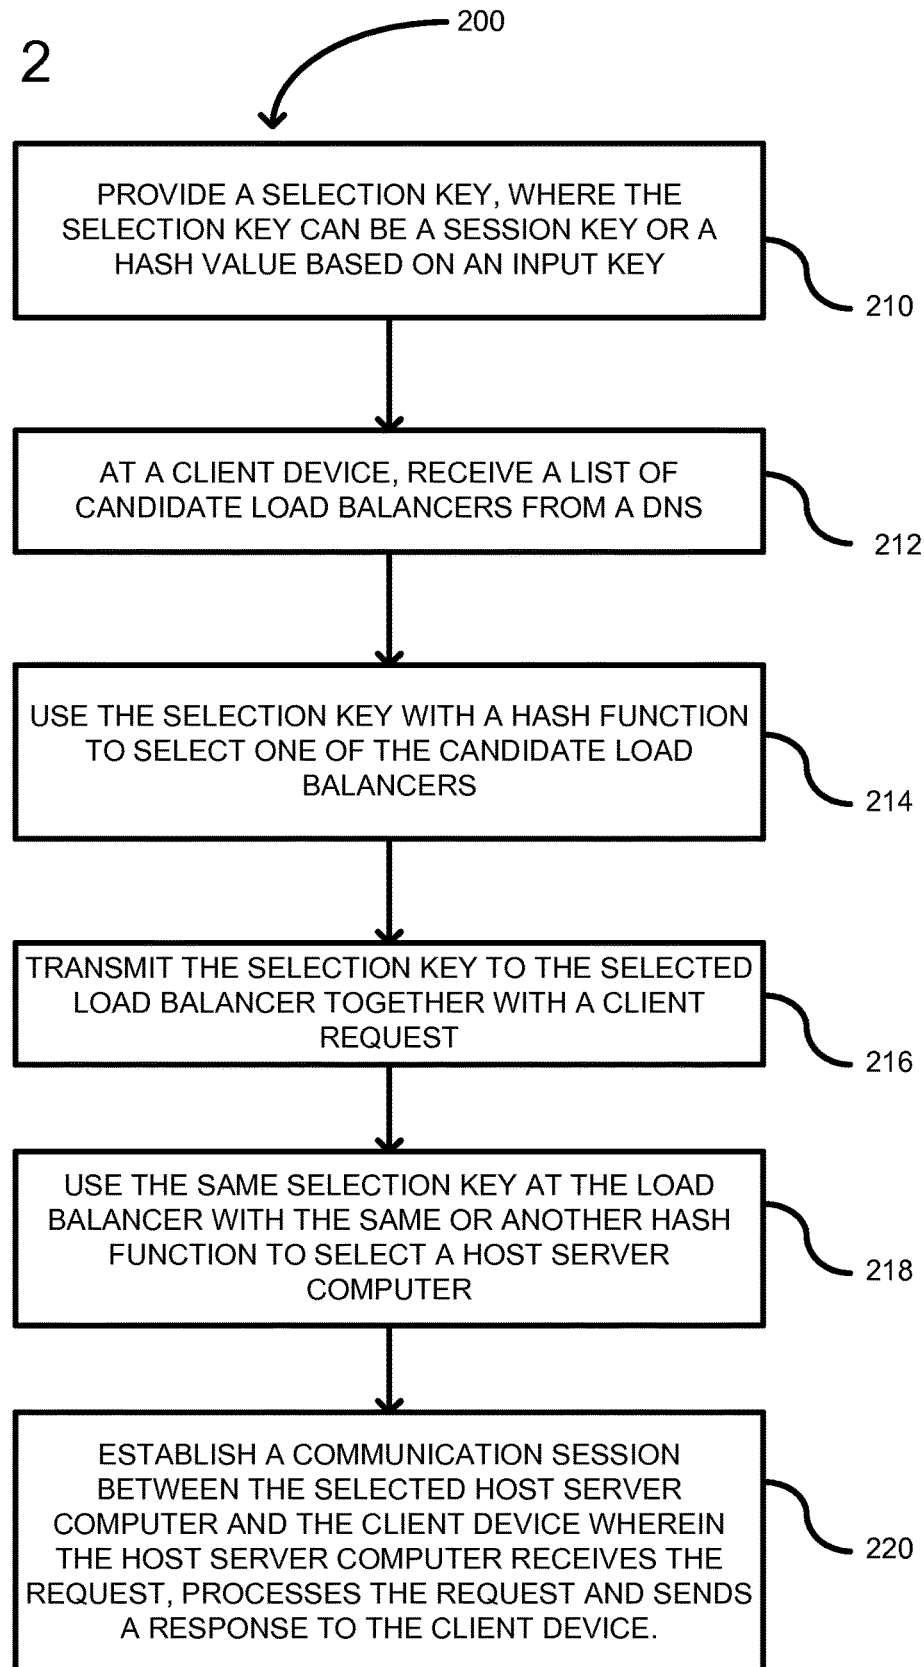 200
2
PROVIDE A SELECTION KEY, WHERE THE
SELECTION KEY CAN BE A SESSION KEY OR A
HASH VALUE BASED ON AN INPUT KEY
210
AT A CLIENT DEVICE, RECEIVE A LIST OF
CANDIDATE LOAD BALANCERS FROM A DNS
212
USE THE SELECTION KEY WITH A HASH FUNCTION
TO SELECT ONE OF THE CANDIDATE LOAD
BALANCERS
214
TRANSMIT THE SELECTION KEY TO THE SELECTED
LOAD BALANCER TOGETHER WITH A CLIENT
REQUEST
216
USE THE SAME SELECTION KEY AT THE LOAD
BALANCER WITH THE SAME OR ANOTHER HASH
FUNCTION TO SELECT A HOST SERVER
COMPUTER
218
ESTABLISH A COMMUNICATION SESSION
BETWEEN THE SELECTED HOST SERVER
COMPUTER AND THE CLIENT DEVICE WHEREIN
THE HOST SERVER COMPUTER RECEIVES THE
REQUEST, PROCESSES THE REQUEST AND SENDS
A RESPONSE TO THE CLIENT DEVICE.
220